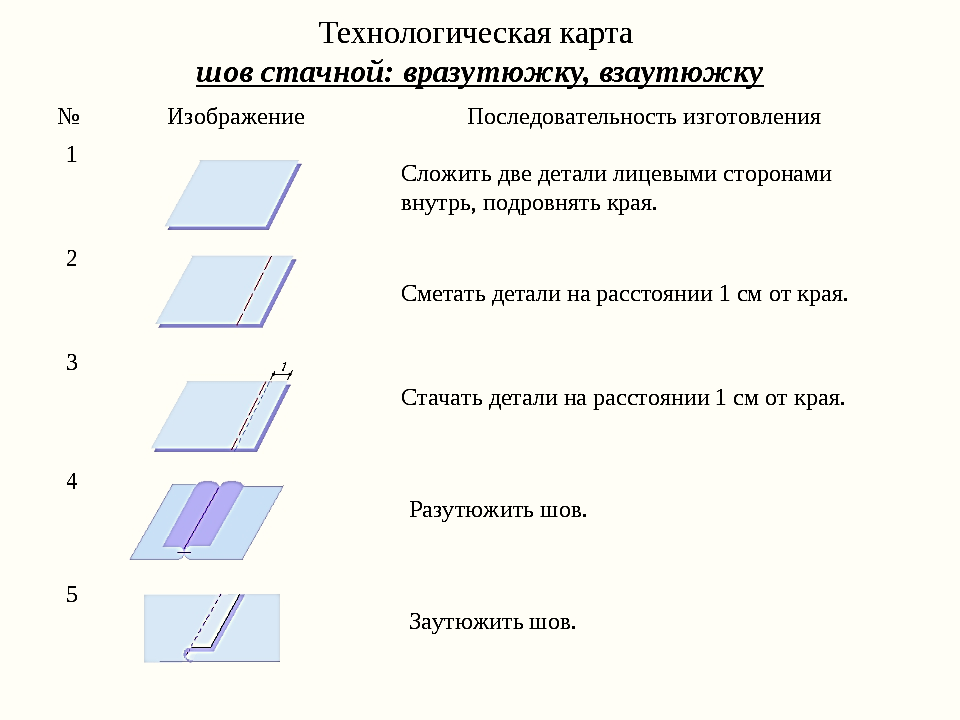 Технологическая карта
шов стачной: вразутюжку, взаутюжку
№ Изображение Последовательность изготовления
1
Сложить две детали лицевыми сторонами
внутрь, подровнять края.
2
Сметать детали на расстоянии 1 см от края.
3
1
Стачать детали на расстоянии 1 см от края.
4
Разутюжить шов.
5
Заутюжить шов.